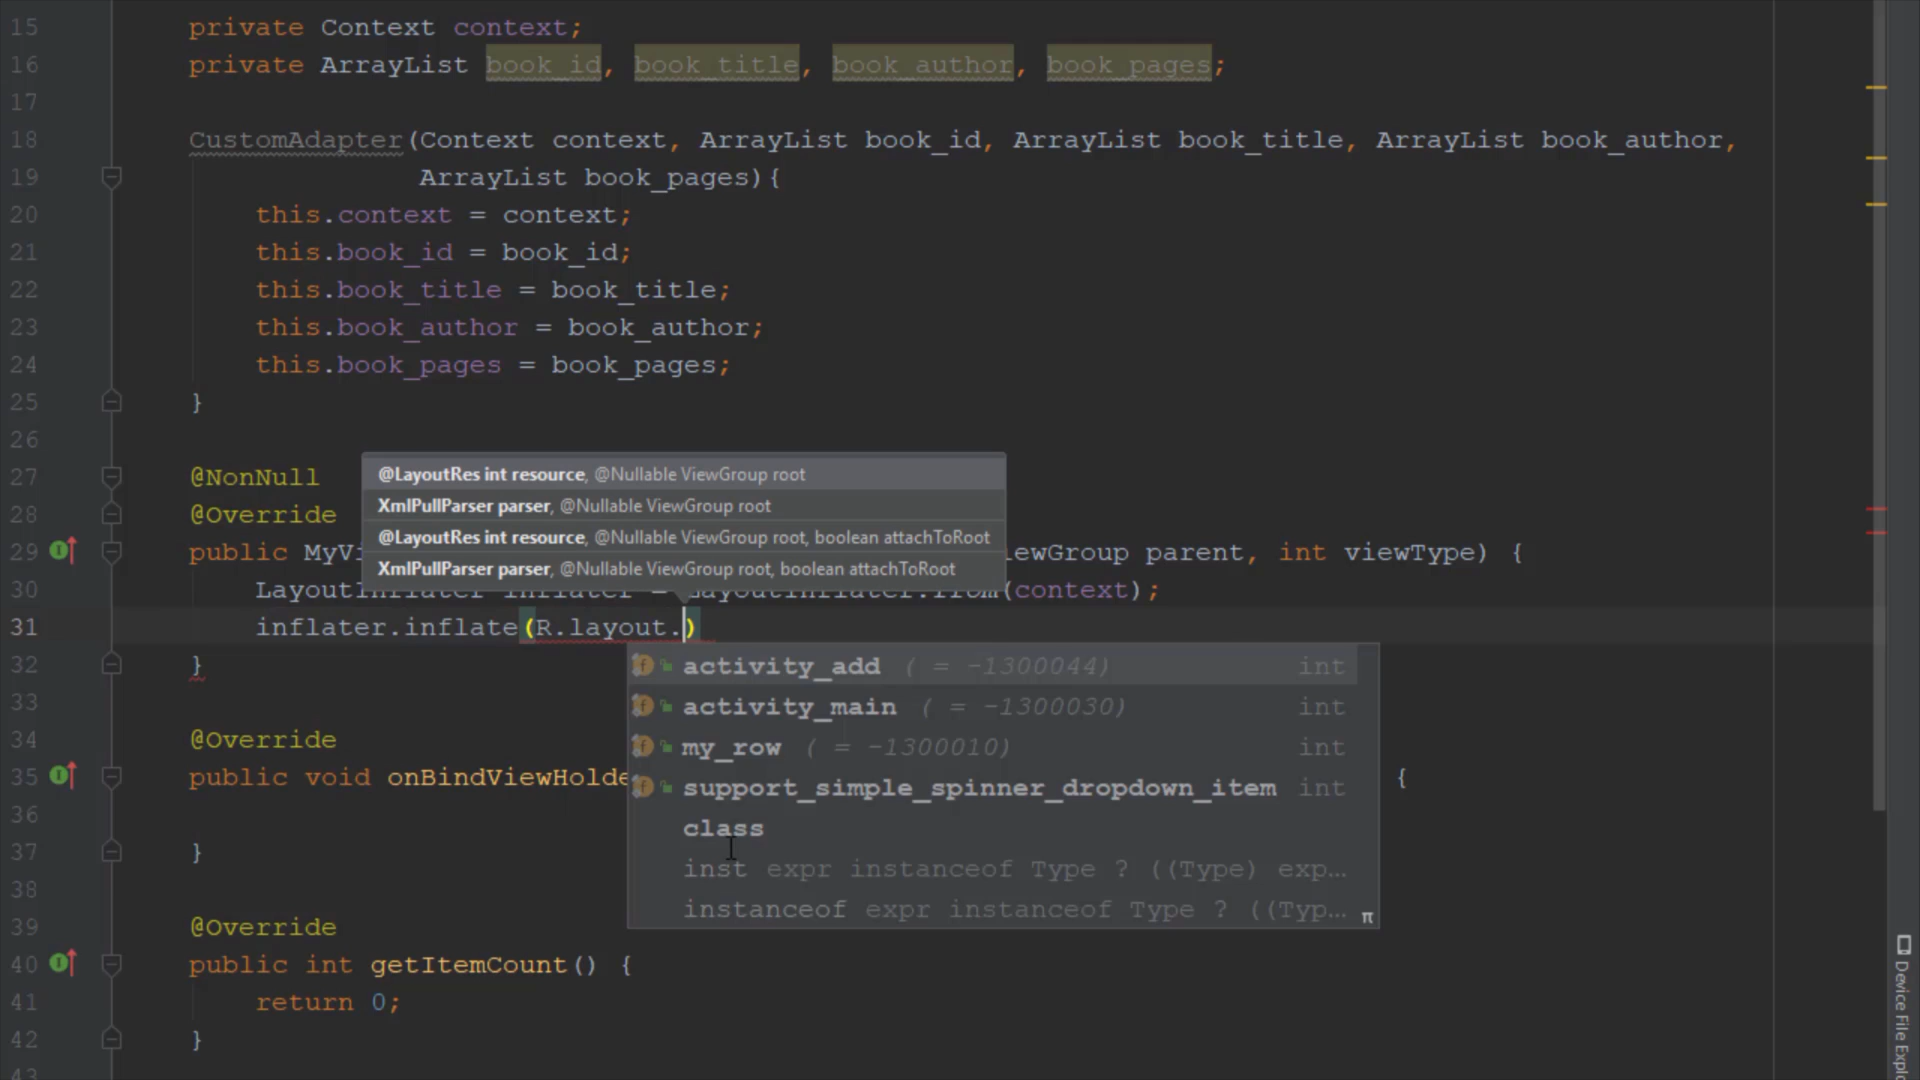 15 private Context context;
16 private ArrayList book_id, book_title, book_author, book_pages;
17
18 CustomAdapter(Context context, ArrayList book_id, ArrayList book_title, ArrayList book_author,
19 ArrayList book_pages){
20 this.context = context;
21 this.book_id = book_id;
22 this.book_title = book_title;
23 this.book_author = book_author;
24 this.book_pages = book_pages;
25 }
26
27 @NonNull
28 @Override
@LayoutRes int resource, @Nullable ViewGroup root
XmlPullParser parser, @Nullable ViewGroup root
@LayoutRes int resource, @Nullable ViewGroup root, boolean attachToRoot
XmlPullParser parser, @Nullable ViewGroup root, boolean attachToRoot
29 public MyVi ewGroup parent, int viewType) {
30 LayoutInflater inflater = LayoutInflater.from(context);
31 inflater.inflate(R.layout.)
32 }
33
34 @Override
35 public void onBindViewHolde {
36
37 }
38
39 @Override
40 public int getItemCount() {
41 return 0;
42 }
43
activity_add ( = -1300044) int
activity_main ( = -1300030) int
my_row ( = -1300010) int
support_simple_spinner_dropdown_item int
class
inst expr instanceof Type ? ((Type) exp…
instanceof expr instanceof Type ? ((Typ…
π
Device File Explo